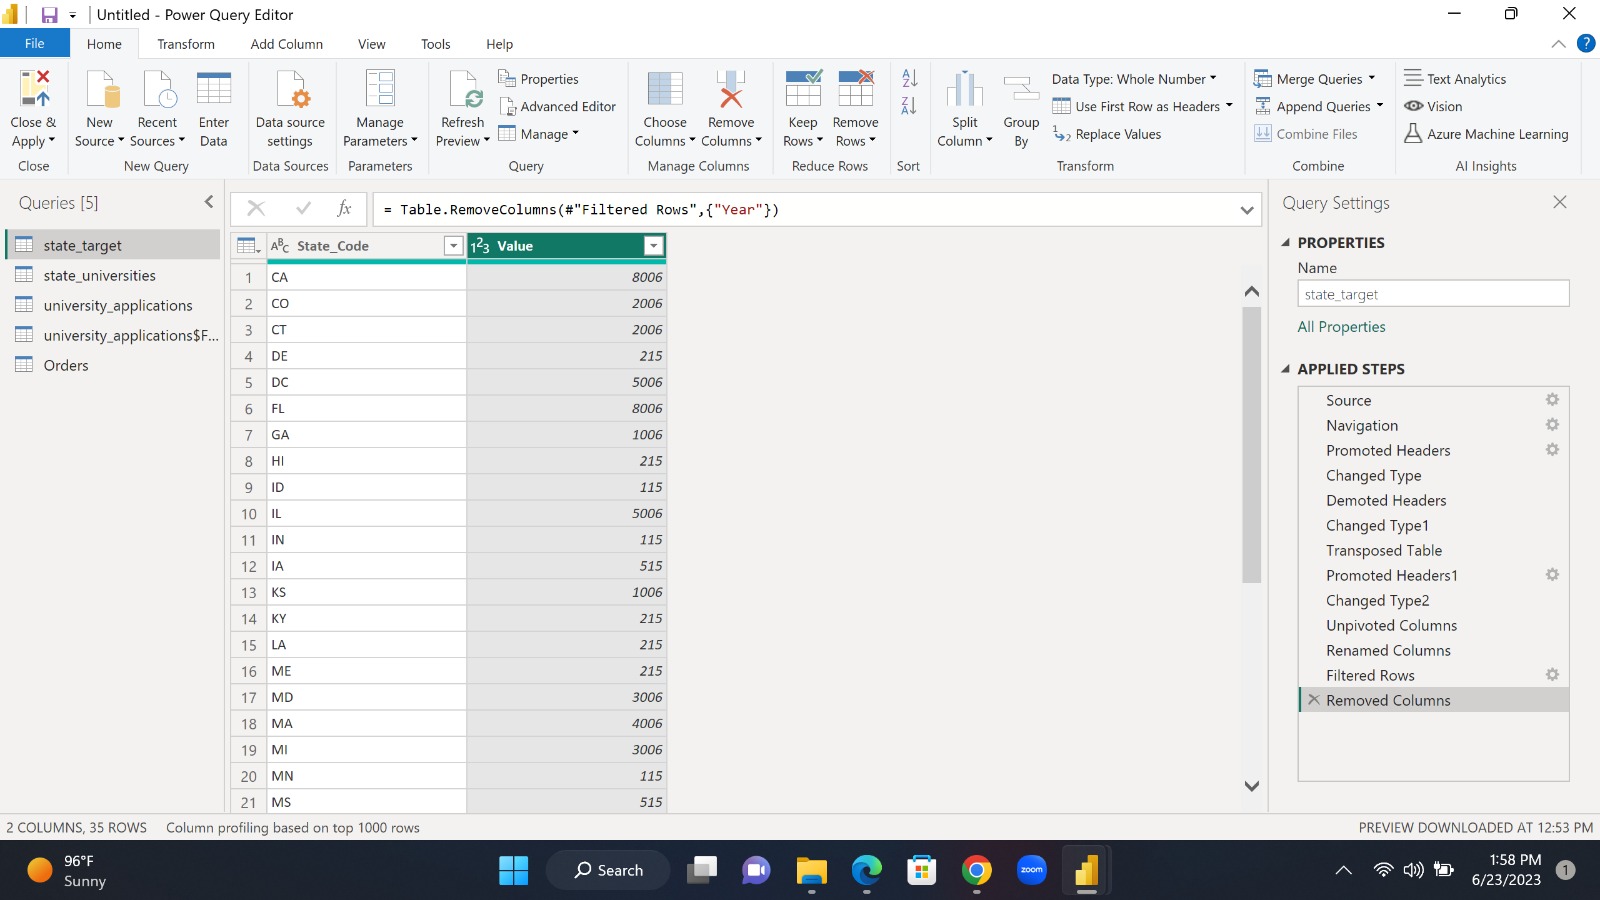 Untitled - Power Query Editor
File Home Transform Add Column View Tools Help
Close & Apply
New Source
Recent Sources
Enter Data
Data source settings
Manage Parameters
Refresh Preview
Properties
Advanced Editor
Manage
Choose Columns
Remove Columns
Keep Rows
Remove Rows
A Z
Z A
Split Column
Group By
Data Type: Whole Number
Use First Row as Headers
1 2 Replace Values
Merge Queries
Append Queries
Combine Files
Text Analytics
Vision
Azure Machine Learning
Close New Query Data Sources Parameters Query Manage Columns Reduce Rows Sort Transform Combine AI Insights
Queries [5]
state_target
state_universities
university_applications
university_applications$F...
Orders
fx = Table.RemoveColumns(#"Filtered Rows",{"Year"})
ABC State_Code 123 Value
1 CA 8006
2 CO 2006
3 CT 2006
4 DE 215
5 DC 5006
6 FL 8006
7 GA 1006
8 HI 215
9 ID 115
10 IL 5006
11 IN 115
12 IA 515
13 KS 1006
14 KY 215
15 LA 215
16 ME 215
17 MD 3006
18 MA 4006
19 MI 3006
20 MN 115
21 MS 515
Query Settings
PROPERTIES
Name
state_target
All Properties
APPLIED STEPS
Source
Navigation
Promoted Headers
Changed Type
Demoted Headers
Changed Type1
Transposed Table
Promoted Headers1
Changed Type2
Unpivoted Columns
Renamed Columns
Filtered Rows
Removed Columns
2 COLUMNS, 35 ROWS Column profiling based on top 1000 rows PREVIEW DOWNLOADED AT 12:53 PM
96°F
Sunny
Search
zoom
1:58 PM
6/23/2023
1